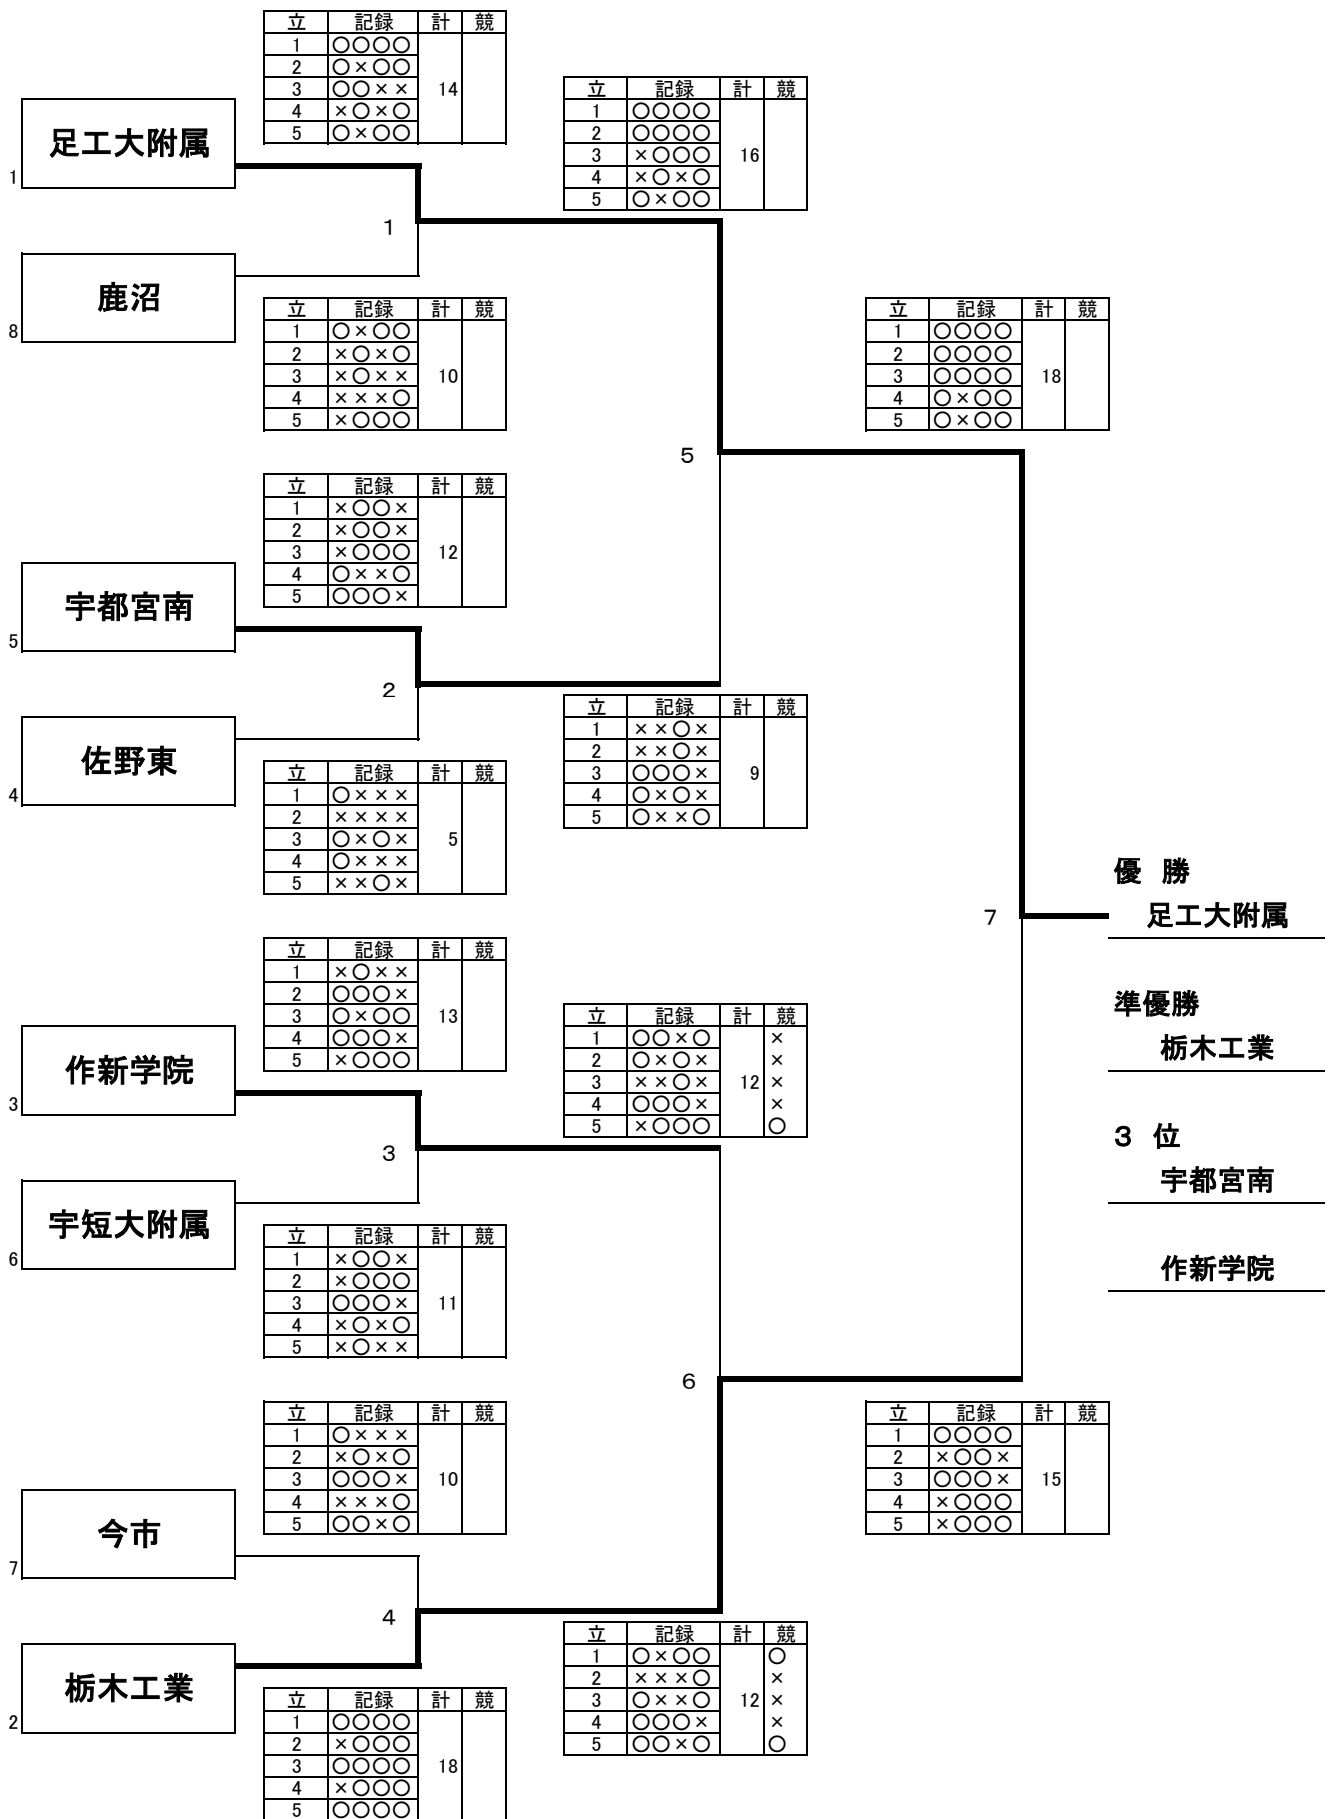 立 記録 計 競
1 ○○○○
2 ○×○○
3 ○○×× 14
4 ×○×○
5 ○×○○
足工大附属
1
1
鹿沼
8
立 記録 計 競
1 ○×○○
2 ×○×○
3 ×○×× 10
4 ×××○
5 ×○○○
立 記録 計 競
1 ×○○×
2 ×○○×
3 ×○○○ 12
4 ○××○
5 ○○○×
宇都宮南
5
2
佐野東
4
立 記録 計 競
1 ○×××
2 ××××
3 ○×○× 5
4 ○×××
5 ××○×
立 記録 計 競
1 ×○××
2 ○○○×
3 ○×○○ 13
4 ○○○×
5 ×○○○
作新学院
3
3
宇短大附属
6
立 記録 計 競
1 ×○○×
2 ×○○○
3 ○○○× 11
4 ×○×○
5 ×○××
立 記録 計 競
1 ○×××
2 ×○×○
3 ○○○× 10
4 ×××○
5 ○○×○
今市
7
4
栃木工業
2
立 記録 計 競
1 ○○○○
2 ×○○○
3 ○○○○ 18
4 ×○○○
5 ○○○○
立 記録 計 競
1 ○○○○
2 ○○○○
3 ×○○○ 16
4 ×○×○
5 ○×○○
5
立 記録 計 競
1 ××○×
2 ××○×
3 ○○○× 9
4 ○×○×
5 ○××○
立 記録 計 競
1 ○○×○ ×
2 ○×○× ×
3 ××○× 12 ×
4 ○○○× ×
5 ×○○○ ○
6
立 記録 計 競
1 ○×○○ ○
2 ×××○ ×
3 ○××○ 12 ×
4 ○○○× ×
5 ○○×○ ○
立 記録 計 競
1 ○○○○
2 ○○○○
3 ○○○○ 18
4 ○×○○
5 ○×○○
7
立 記録 計 競
1 ○○○○
2 ×○○×
3 ○○○× 15
4 ×○○○
5 ×○○○
優 勝
足工大附属
準優勝
栃木工業
３ 位
宇都宮南
作新学院